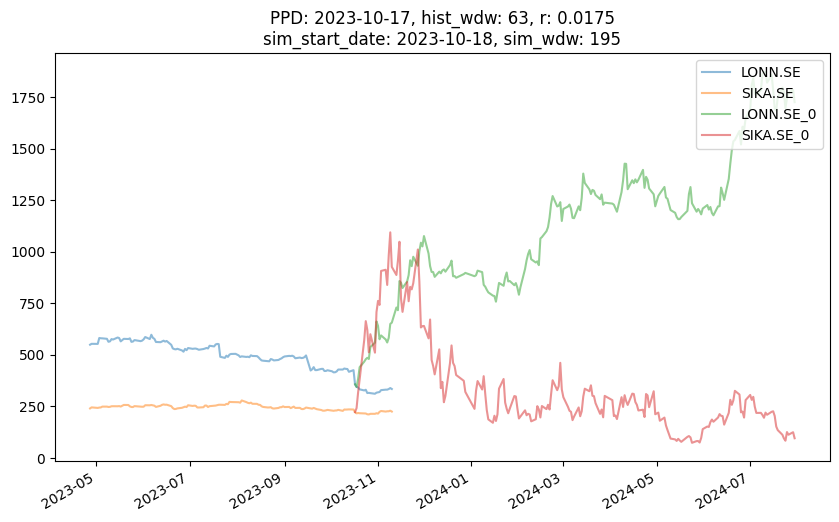 PPD: 2023-10-17, hist_wdw: 63, r: 0.0175
sim_start_date: 2023-10-18, sim_wdw: 195
LONN.SE
SIKA.SE
LONN.SE_0
SIKA.SE_0
1750
1500
1250
1000
750
500
250
0
2023-05
2023-07
2023-09
2023-11
2024-01
2024-03
2024-05
2024-07